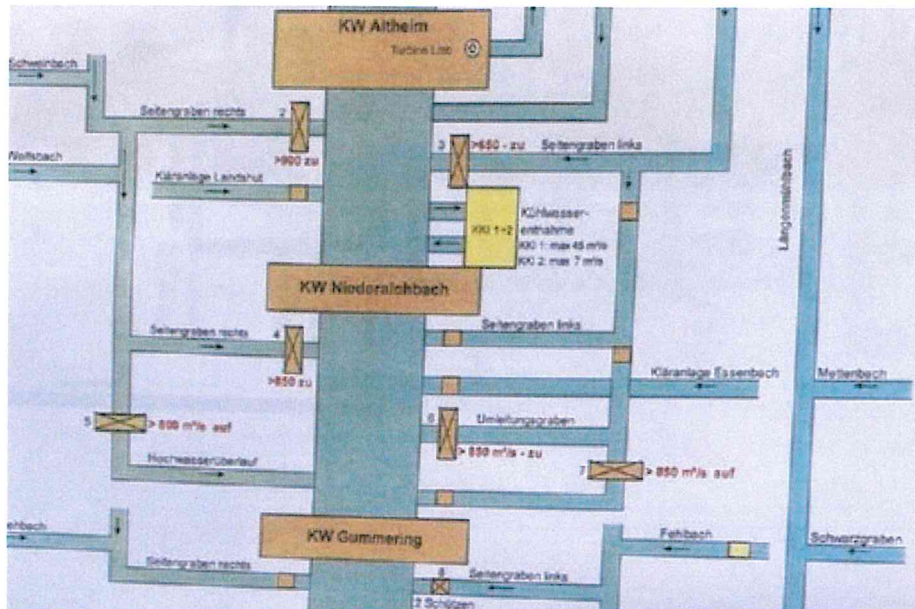 KW Altheim
Turbine Links
Schweinbach
Seitengraben rechts
2
>900 zu
3
>650 - zu
Seitengraben links
Kläranlage Landshut
Längenmühlbach
KKI 1+2
Kühlwasser-
entnahme
KKI 1: max 45 m³/s
KKI 2: max 7 m³/s
KW Niederaichbach
Seitengraben rechts
4
>850 zu
Seitengraben links
Kläranlage Essenbach
Mettenbach
5
> 800 m³/s auf
6
Umleitungsgraben
> 850 m³/s - zu
7
> 850 m³/s auf
Hochwasserüberlauf
KW Gummering
Fehlbach
Schwarzgraben
Seitengraben rechts
8
Seitengraben links
2 Schützen